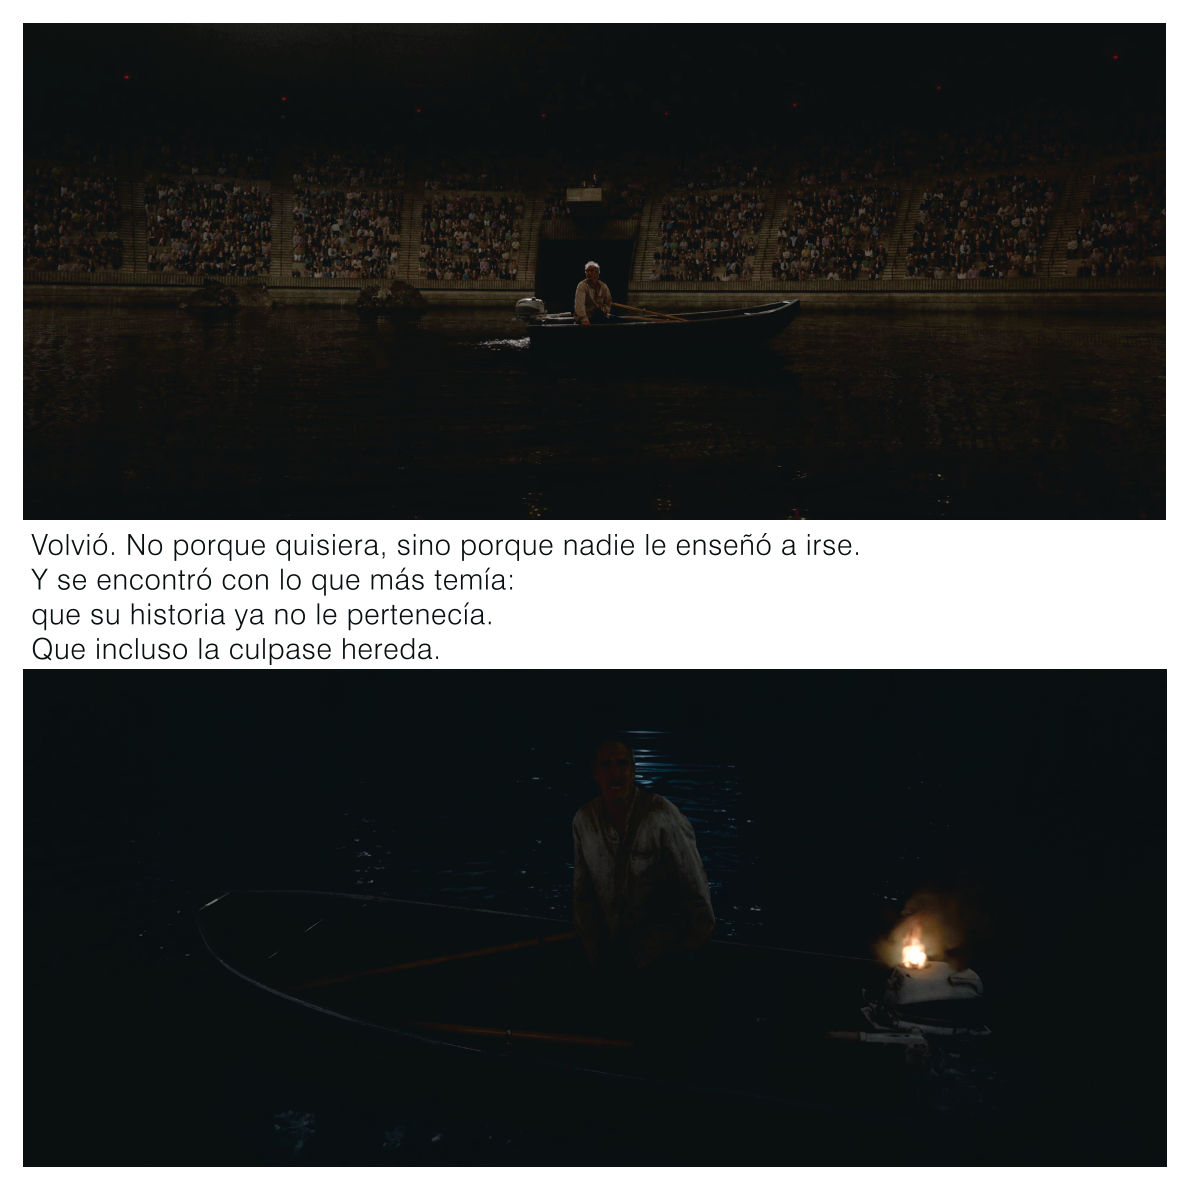 Volvió. No porque quisiera, sino porque nadie le enseñó a irse.
Y se encontró con lo que más temía:
que su historia ya no le pertenecía.
Que incluso la culpase hereda.